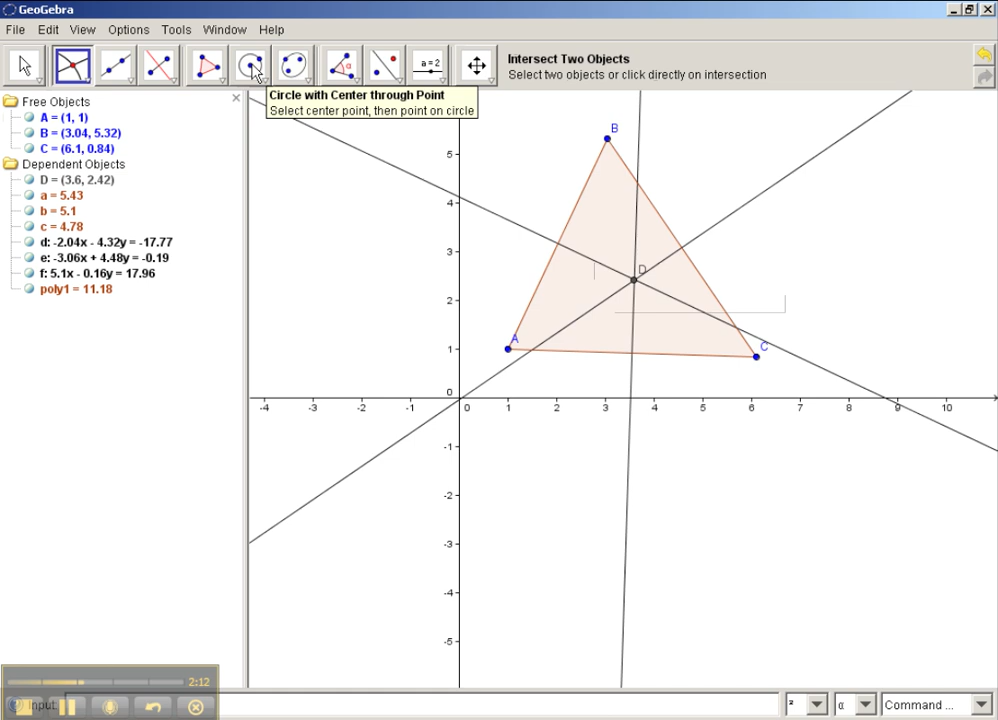 GeoGebra
File Edit View Options Tools Window Help
Intersect Two Objects
Select two objects or click directly on intersection
a = 2
α
Circle with Center through Point
Select center point, then point on circle
Free Objects
A = (1, 1)
B = (3.04, 5.32)
C = (6.1, 0.84)
Dependent Objects
D = (3.6, 2.42)
a = 5.43
b = 5.1
c = 4.78
d: -2.04x - 4.32y = -17.77
e: -3.06x + 4.48y = -0.19
f: 5.1x - 0.16y = 17.96
poly1 = 11.18
B
D
A
C
5
4
3
2
1
0
-1
-2
-3
-4
-5
-4 -3 -2 -1 0 1 2 3 4 5 6 7 8 9 10
2:12
Input:
² α Command ...